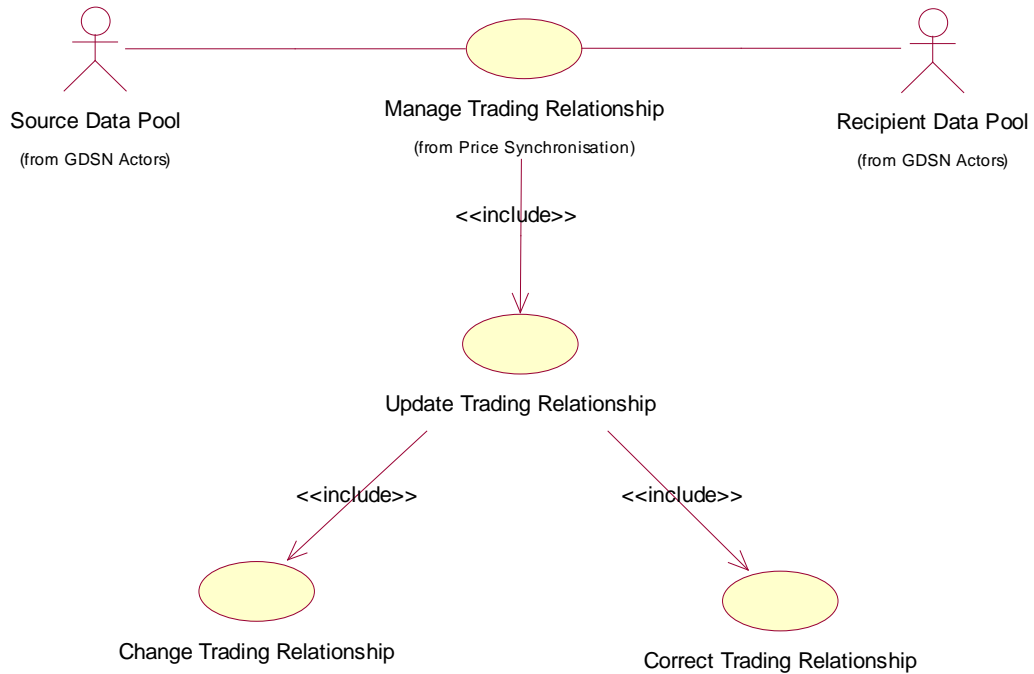 Manage Trading Relationship
(from Price Synchronisation)
Source Data Pool
(from GDSN Actors)
Recipient Data Pool
(from GDSN Actors)
<<include>>
Update Trading Relationship
<<include>>
<<include>>
Change Trading Relationship
Correct Trading Relationship